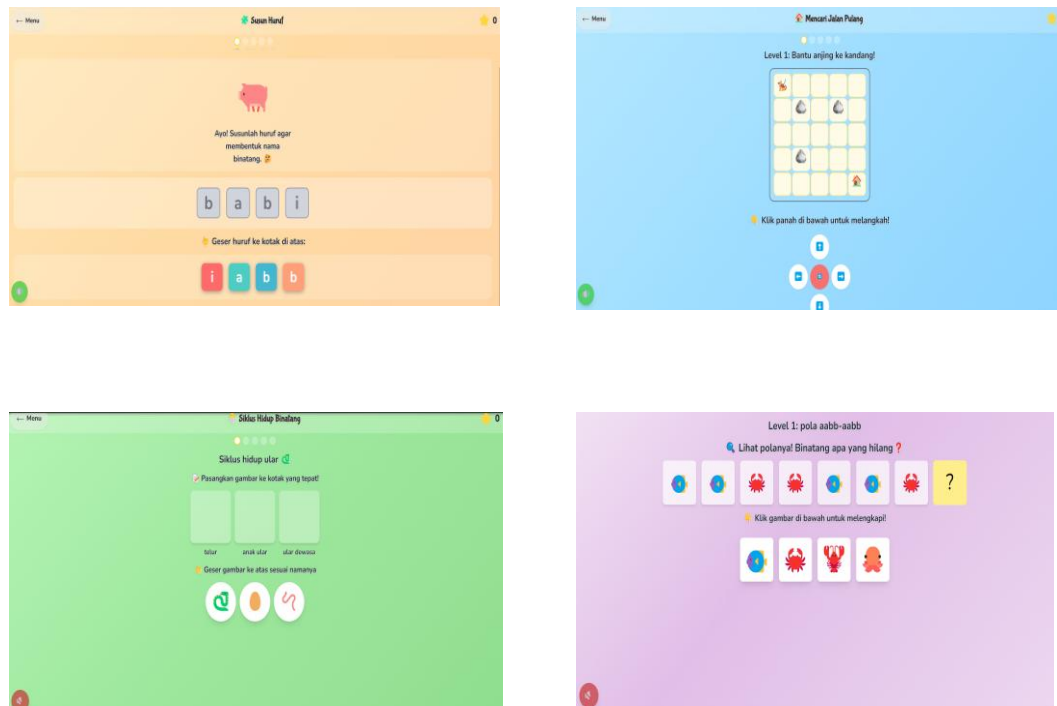 ← Menu
Susun Huruf
0
Ayo! Susunlah huruf agar
membentuk nama
binatang.
b a b i
Geser huruf ke kotak di atas:
i a b b
← Menu
Mencari Jalan Pulang
Level 1: Bantu anjing ke kandang!
Klik panah di bawah untuk melangkah!
← Menu
Siklus Hidup Binatang
0
Siklus hidup ular
Pasangkan gambar ke kotak yang tepat!
telur anak ular ular dewasa
Geser gambar ke atas sesuai namanya
Level 1: pola aabb-aabb
Lihat polanya! Binatang apa yang hilang ?
?
Klik gambar di bawah untuk melengkapi!